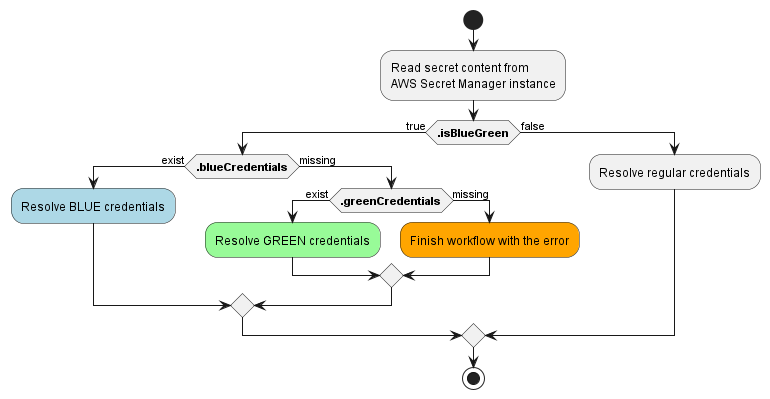 Read secret content from
AWS Secret Manager instance
true
.isBlueGreen
false
exist
.blueCredentials
missing
Resolve regular credentials
exist
.greenCredentials
missing
Resolve BLUE credentials
Resolve GREEN credentials
Finish workflow with the error